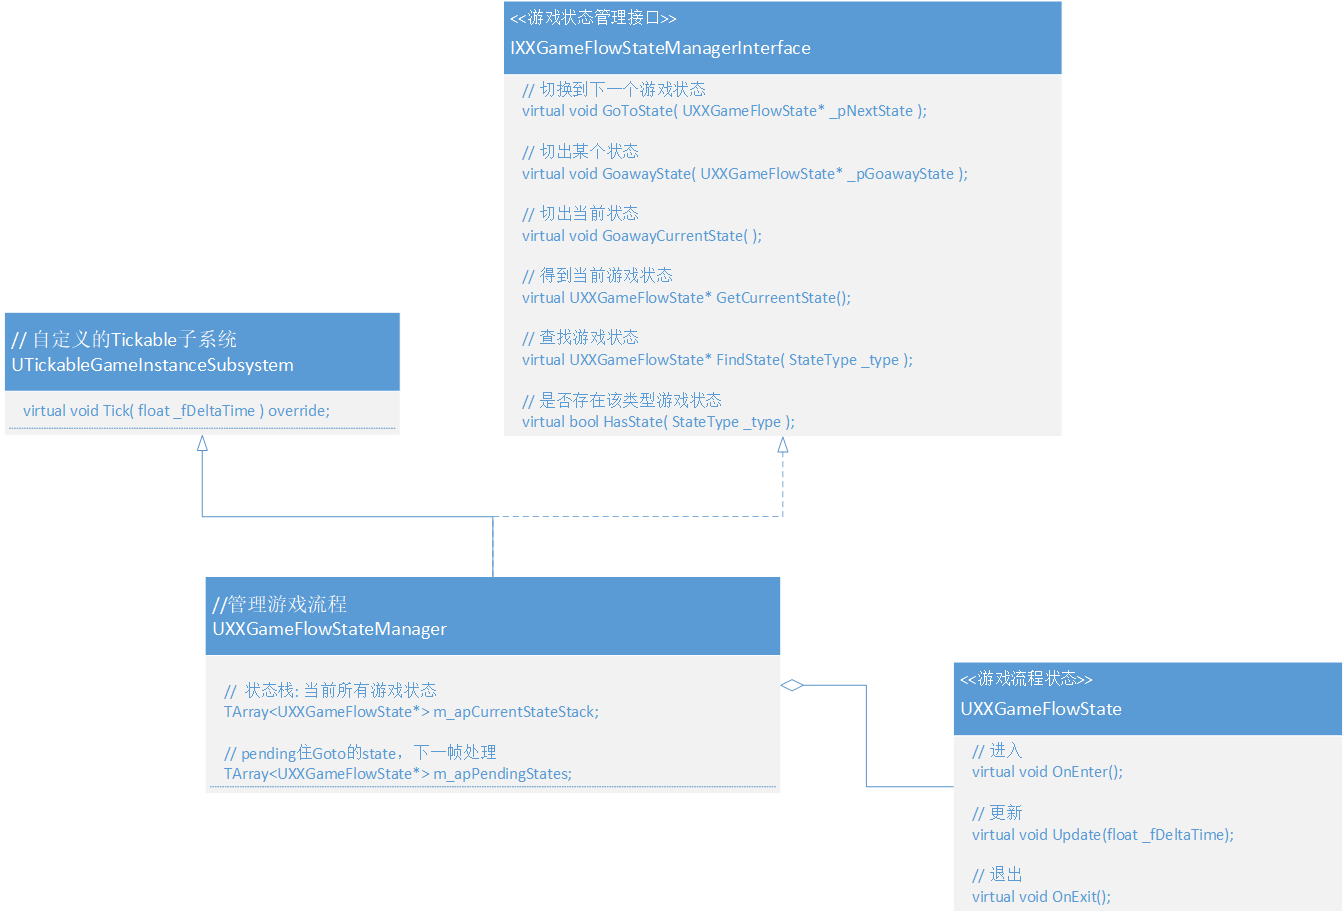 <<游戏状态管理接口>>
IXXGameFlowStateManagerInterface
// 切换到下一个游戏状态
virtual void GoToState( UXXGameFlowState* _pNextState );
// 切出某个状态
virtual void GoawayState( UXXGameFlowState* _pGoawayState );
// 切出当前状态
virtual void GoawayCurrentState( );
// 得到当前游戏状态
virtual UXXGameFlowState* GetCurreentState();
// 查找游戏状态
virtual UXXGameFlowState* FindState( StateType _type );
// 是否存在该类型游戏状态
virtual bool HasState( StateType _type );
// 自定义的Tickable子系统
UTickableGameInstanceSubsystem
virtual void Tick( float _fDeltaTime ) override;
//管理游戏流程
UXXGameFlowStateManager
// 状态栈: 当前所有游戏状态
TArray<UXXGameFlowState*> m_apCurrentStateStack;
// pending住Goto的state，下一帧处理
TArray<UXXGameFlowState*> m_apPendingStates;
<<游戏流程状态>>
UXXGameFlowState
// 进入
virtual void OnEnter();
// 更新
virtual void Update(float _fDeltaTime);
// 退出
virtual void OnExit();